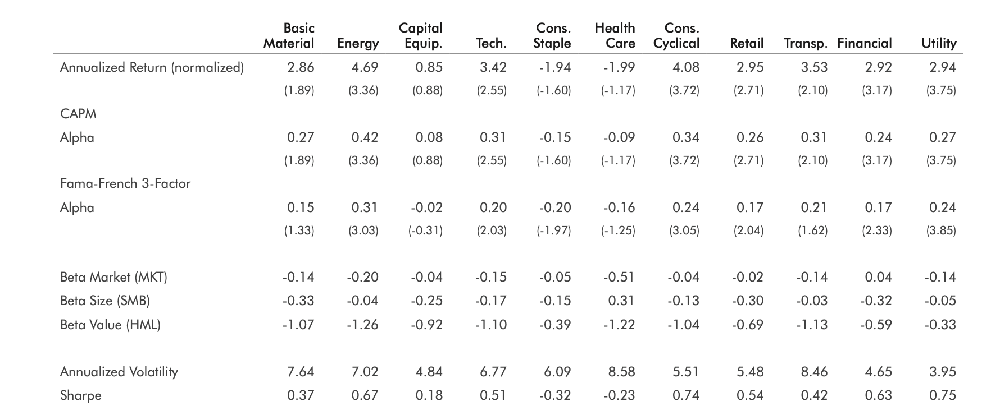 Basic Capital Cons. Health Cons.
Material Energy Equip. Tech. Staple Care Cyclical Retail Transp. Financial Utility
Annualized Return (normalized) 2.86 4.69 0.85 3.42 -1.94 -1.99 4.08 2.95 3.53 2.92 2.94
(1.89) (3.36) (0.88) (2.55) (-1.60) (-1.17) (3.72) (2.71) (2.10) (3.17) (3.75)
CAPM
Alpha 0.27 0.42 0.08 0.31 -0.15 -0.09 0.34 0.26 0.31 0.24 0.27
(1.89) (3.36) (0.88) (2.55) (-1.60) (-1.17) (3.72) (2.71) (2.10) (3.17) (3.75)
Fama-French 3-Factor
Alpha 0.15 0.31 -0.02 0.20 -0.20 -0.16 0.24 0.17 0.21 0.17 0.24
(1.33) (3.03) (-0.31) (2.03) (-1.97) (-1.25) (3.05) (2.04) (1.62) (2.33) (3.85)
Beta Market (MKT) -0.14 -0.20 -0.04 -0.15 -0.05 -0.51 -0.04 -0.02 -0.14 0.04 -0.14
Beta Size (SMB) -0.33 -0.04 -0.25 -0.17 -0.15 0.31 -0.13 -0.30 -0.03 -0.32 -0.05
Beta Value (HML) -1.07 -1.26 -0.92 -1.10 -0.39 -1.22 -1.04 -0.69 -1.13 -0.59 -0.33
Annualized Volatility 7.64 7.02 4.84 6.77 6.09 8.58 5.51 5.48 8.46 4.65 3.95
Sharpe 0.37 0.67 0.18 0.51 -0.32 -0.23 0.74 0.54 0.42 0.63 0.75